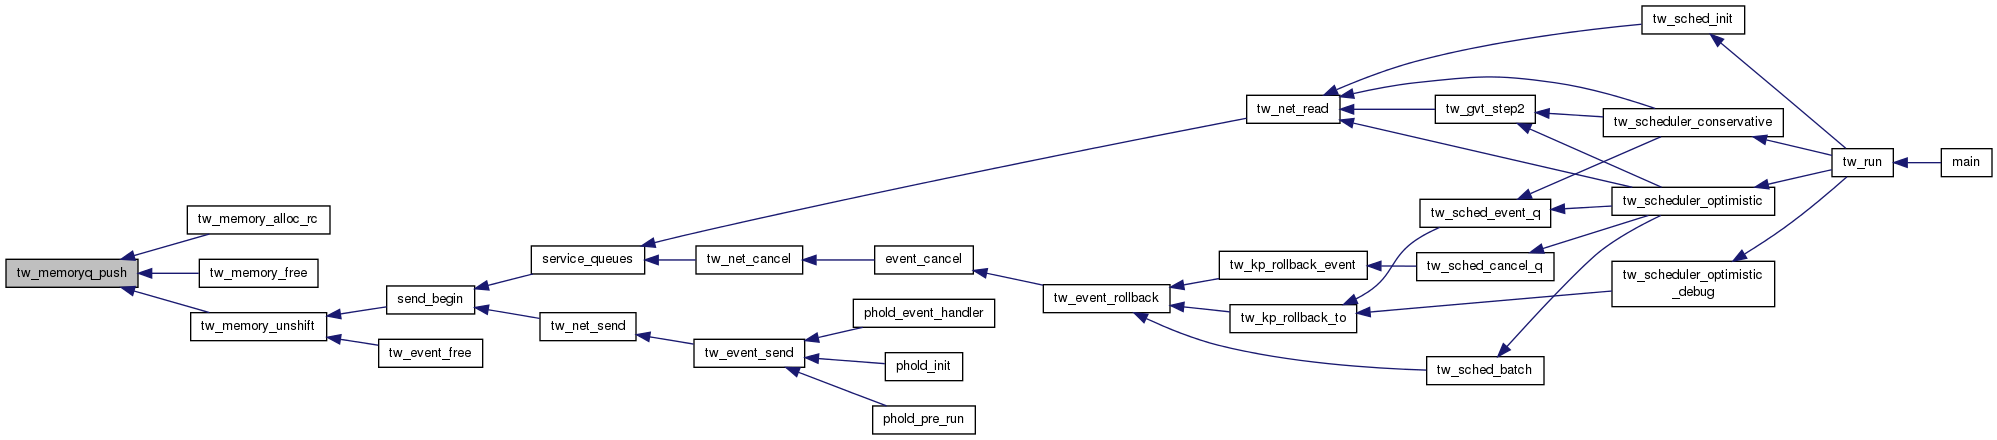 tw_memoryq_push
tw_memory_alloc_rc
tw_memory_free
tw_memory_unshift
send_begin
tw_event_free
service_queues
tw_net_send
tw_net_cancel
tw_event_send
event_cancel
phold_event_handler
phold_init
phold_pre_run
tw_event_rollback
tw_net_read
tw_kp_rollback_event
tw_kp_rollback_to
tw_gvt_step2
tw_sched_event_q
tw_sched_cancel_q
tw_sched_batch
tw_sched_init
tw_scheduler_conservative
tw_scheduler_optimistic
tw_scheduler_optimistic
_debug
tw_run
main